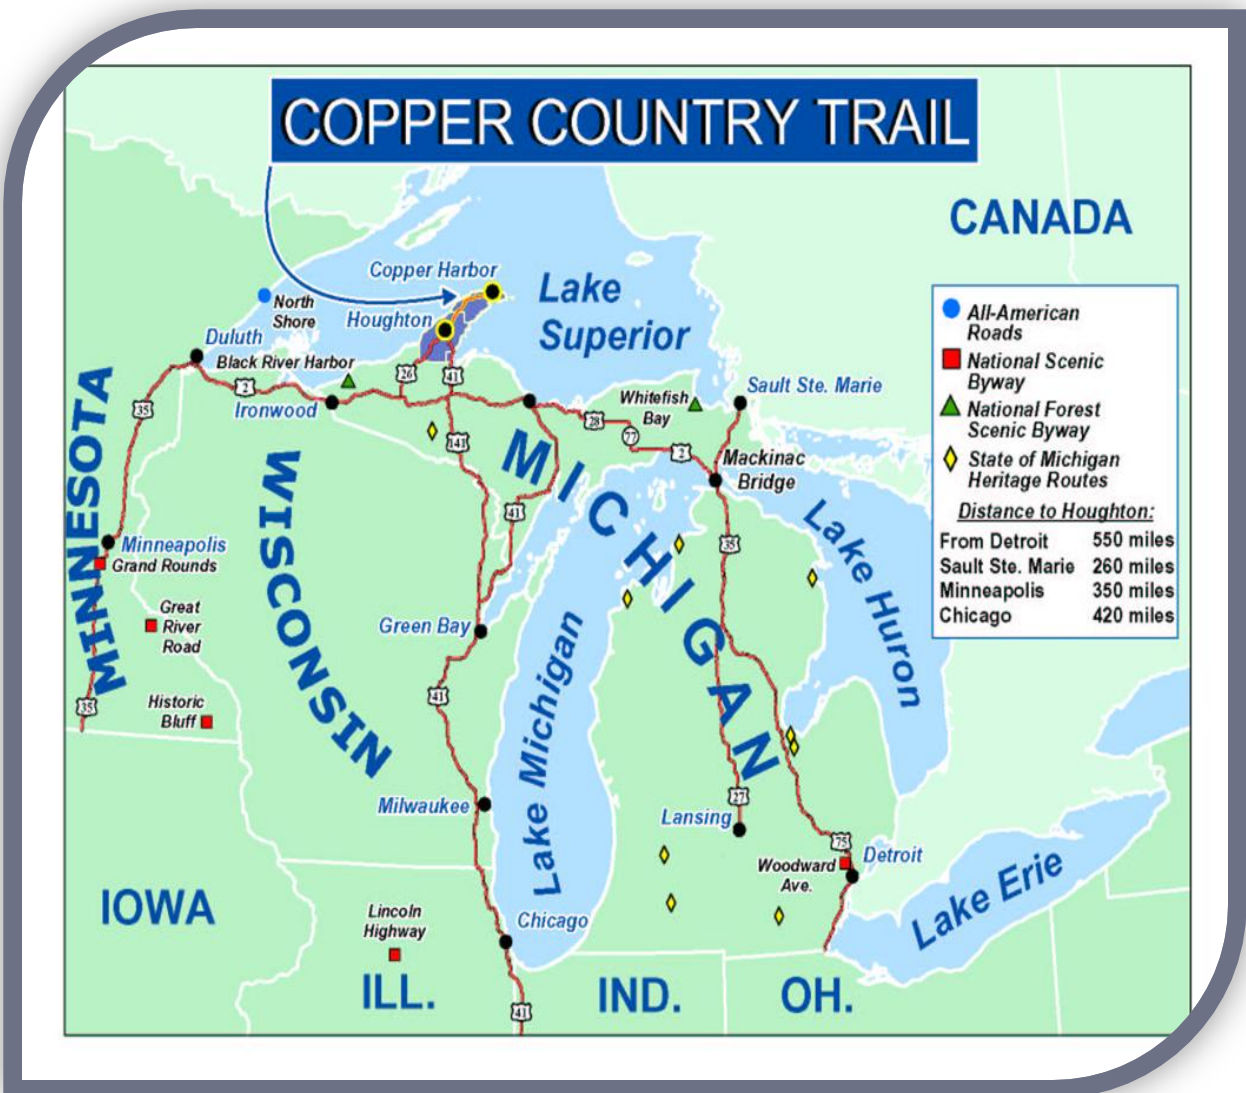 COPPER COUNTRY TRAIL
CANADA
Copper Harbor
Lake
Superior
North
Shore
Houghton
Duluth
Black River Harbor
Ironwood
Whitefish
Bay
Sault Ste. Marie
Mackinac
Bridge
26
41
2
35
28
77
2
141
41
35
MINNESOTA
WISCONSIN
MICHIGAN
Lake Huron
Minneapolis
Grand Rounds
Great
River
Road
Historic
Bluff
35
Green Bay
41
Lake Michigan
Milwaukee
27
Lansing
75
Woodward
Ave.
Detroit
Lake Erie
IOWA
Lincoln
Highway
Chicago
ILL.
41
IND.
OH.
All-American
Roads
National Scenic
Byway
National Forest
Scenic Byway
State of Michigan
Heritage Routes
Distance to Houghton:
From Detroit 550 miles
Sault Ste. Marie 260 miles
Minneapolis 350 miles
Chicago 420 miles